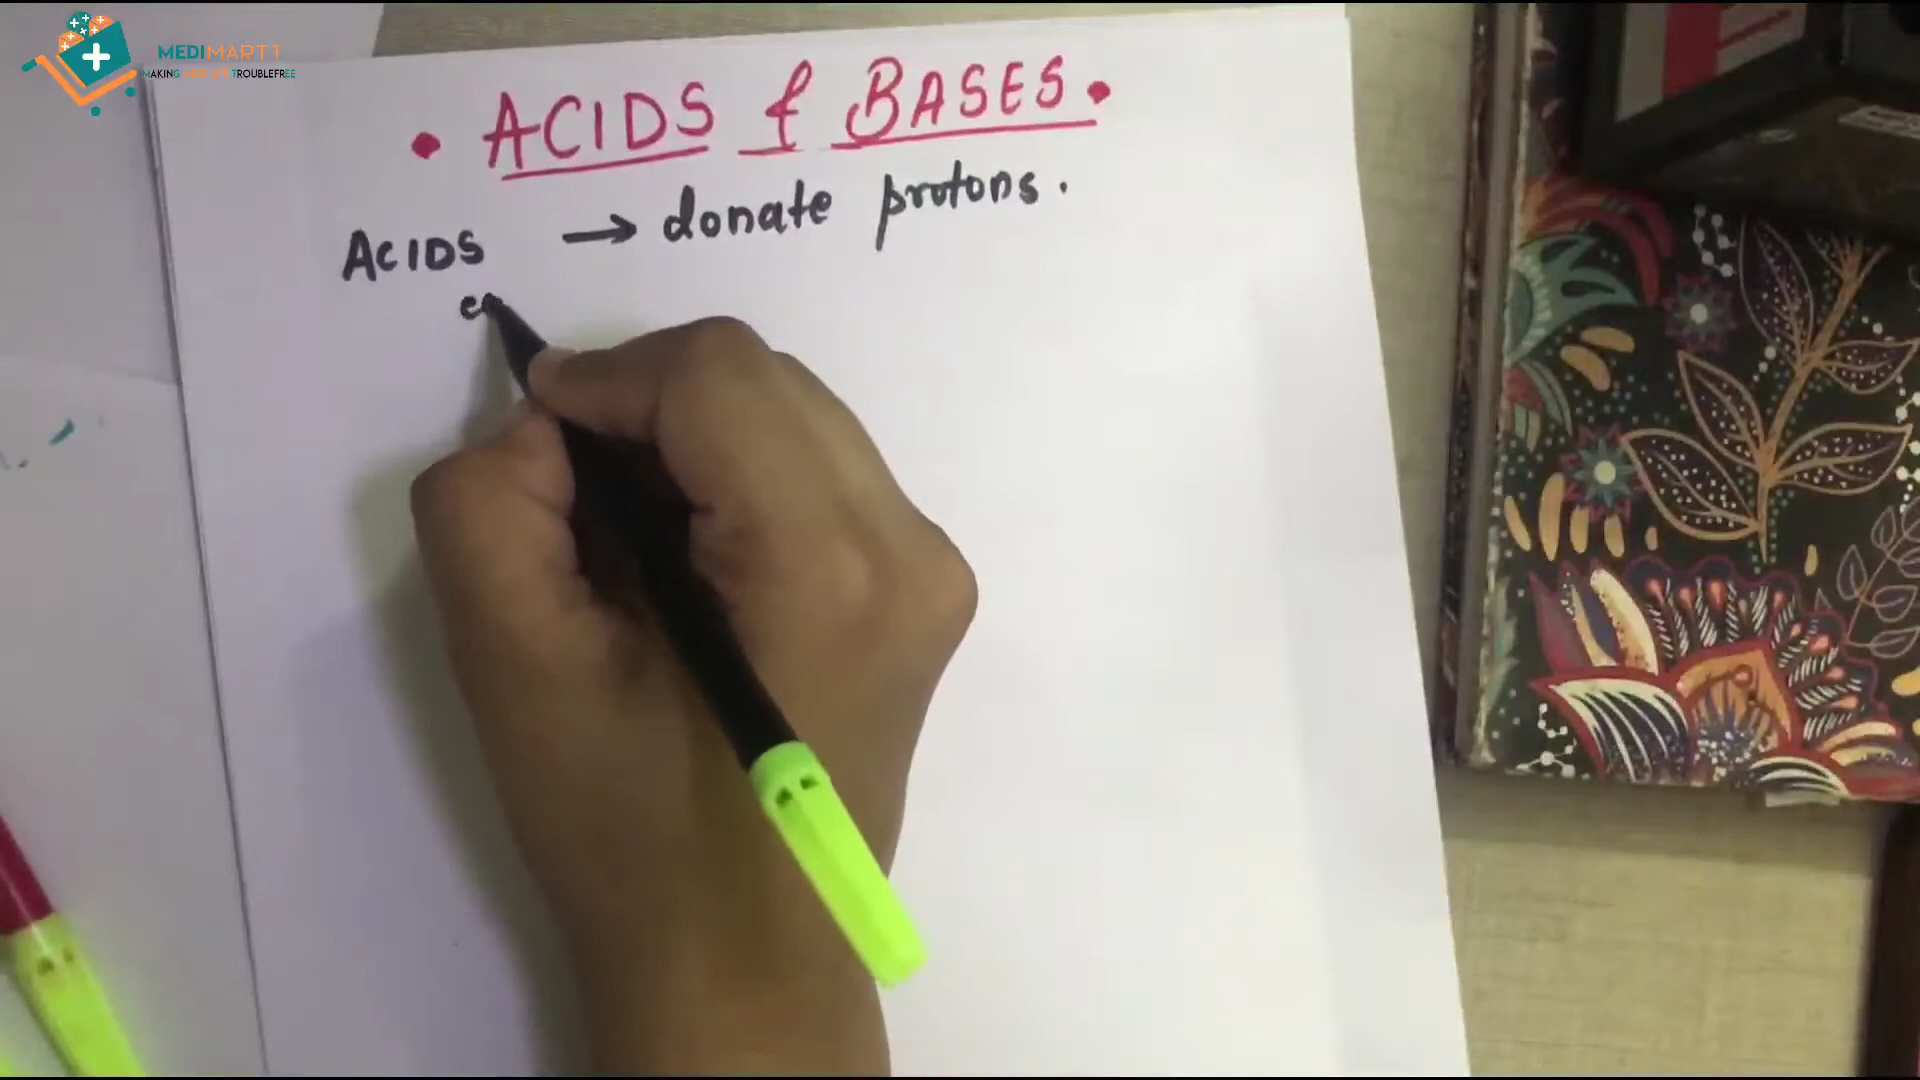 MEDIMARTT
• ACIDS & BASES •
ACIDS → donate protons.